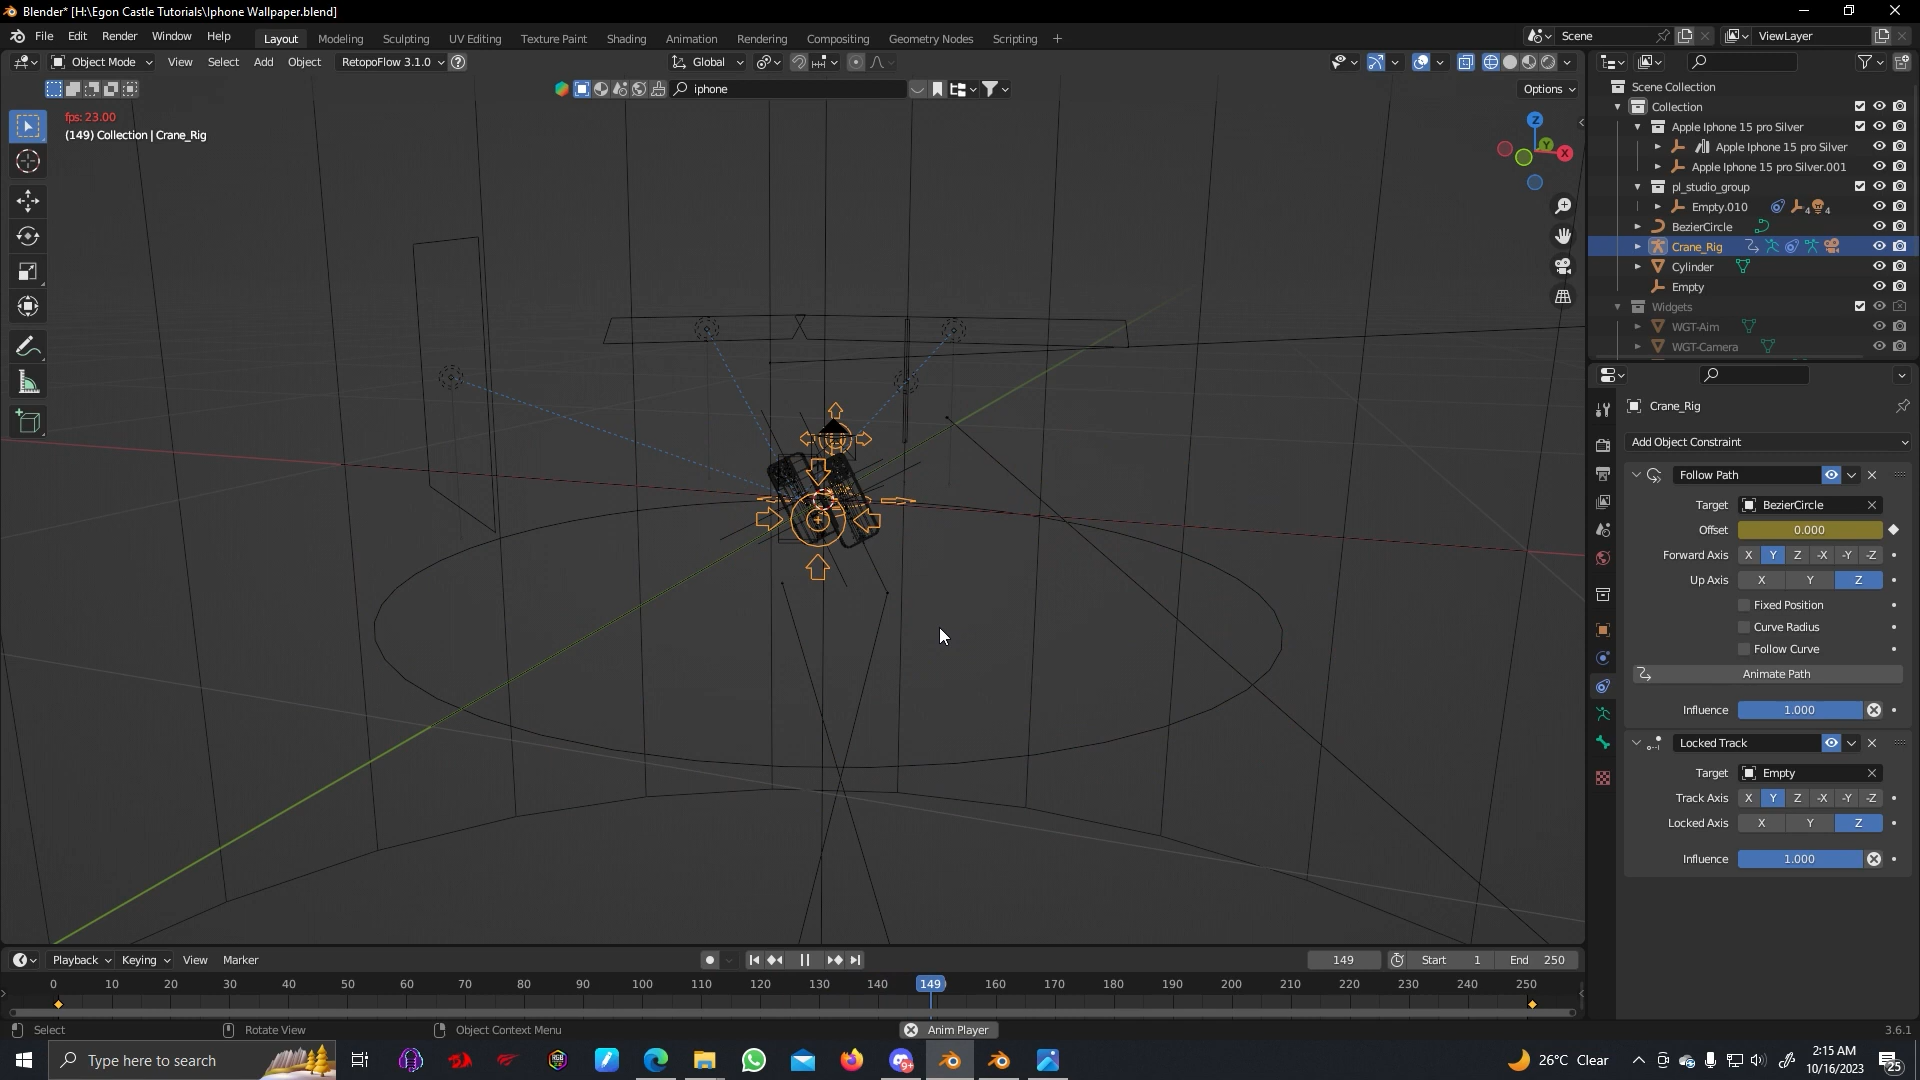 Blender* [H:\Egon Castle Tutorials\Iphone Wallpaper.blend]
File Edit Render Window Help Layout Modeling Sculpting UV Editing Texture Paint Shading Animation Rendering Compositing Geometry Nodes Scripting + Scene ViewLayer
Object Mode View Select Add Object RetopoFlow 3.1.0 Global
iphone Options
fps: 23.00
(149) Collection | Crane_Rig
Z
Y
X
Scene Collection
Collection
Apple Iphone 15 pro Silver
Apple Iphone 15 pro Silver
Apple Iphone 15 pro Silver.001
pl_studio_group
Empty.010 4 4
BezierCircle
Crane_Rig
Cylinder
Empty
Widgets
WGT-Aim
WGT-Camera
Crane_Rig
Add Object Constraint
Follow Path
Target BezierCircle
Offset 0.000
Forward Axis X Y Z -X -Y -Z
Up Axis X Y Z
Fixed Position
Curve Radius
Follow Curve
Animate Path
Influence 1.000
Locked Track
Target Empty
Track Axis X Y Z -X -Y -Z
Locked Axis X Y Z
Influence 1.000
Playback Keying View Marker 149 Start 1 End 250
0 10 20 30 40 50 60 70 80 90 100 110 120 130 140 149 160 170 180 190 200 210 220 230 240 250
Select Rotate View Object Context Menu Anim Player 3.6.1
Type here to search 9+ 26°C Clear 2:15 AM
10/16/2023 25